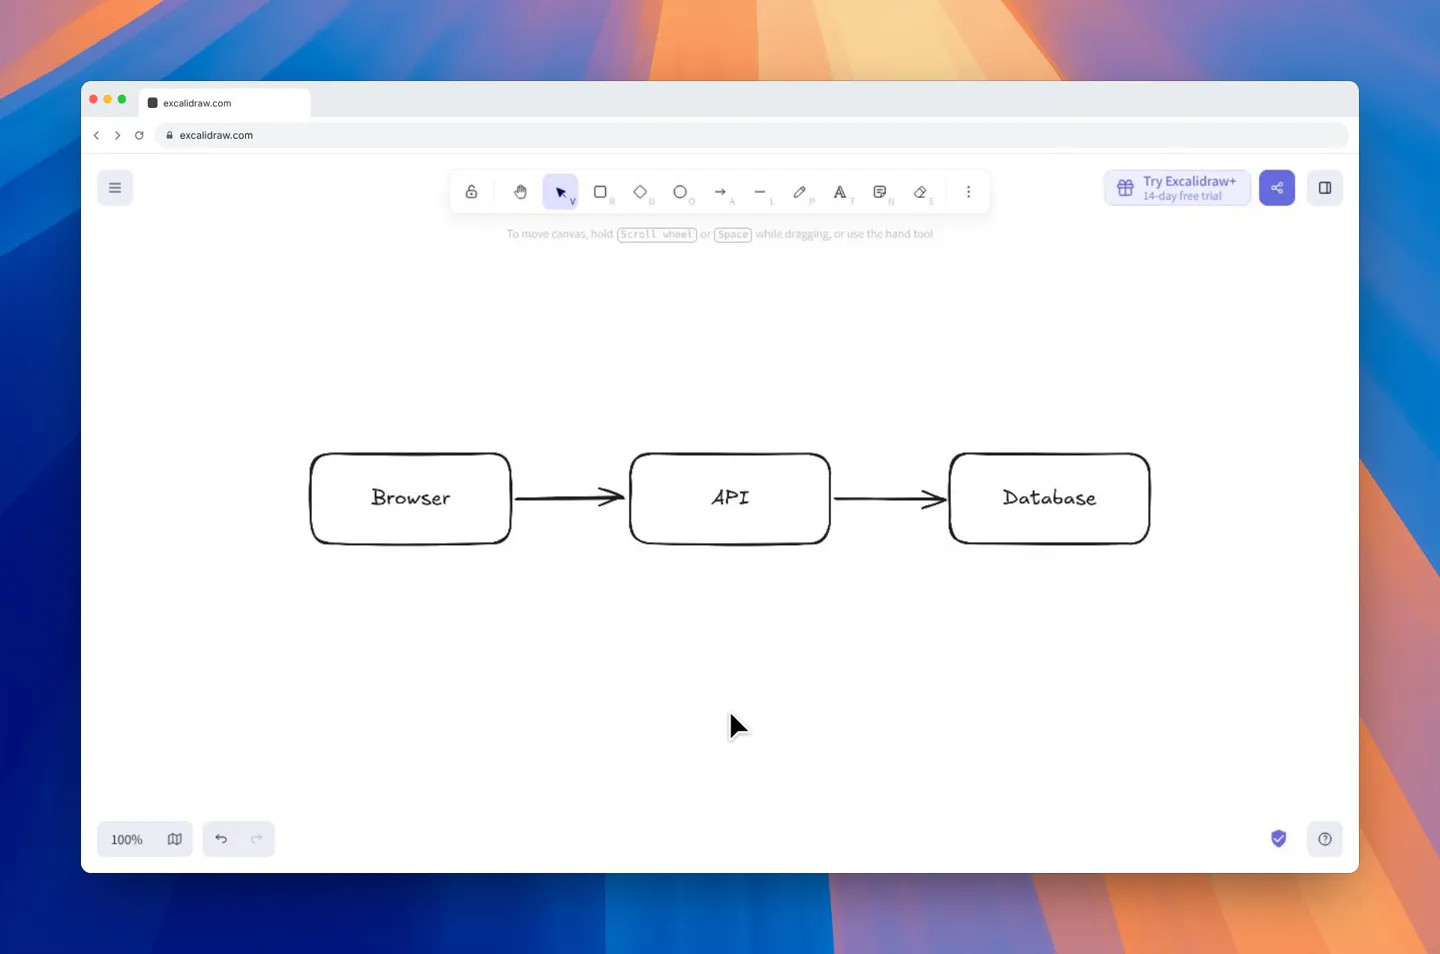 excalidraw.com
excalidraw.com
V
R
D
O
A
L
P
T
N
E
Try Excalidraw+
14-day free trial
To move canvas, hold Scroll wheel or Space while dragging, or use the hand tool
Browser
API
Database
100%